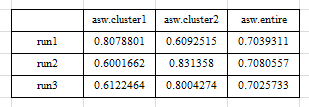 asw.cluster1 asw.cluster2 asw.entire
run1 0.8078801 0.6092515 0.7039311
run2 0.6001662 0.831358 0.7080557
run3 0.6122464 0.8004274 0.7025733